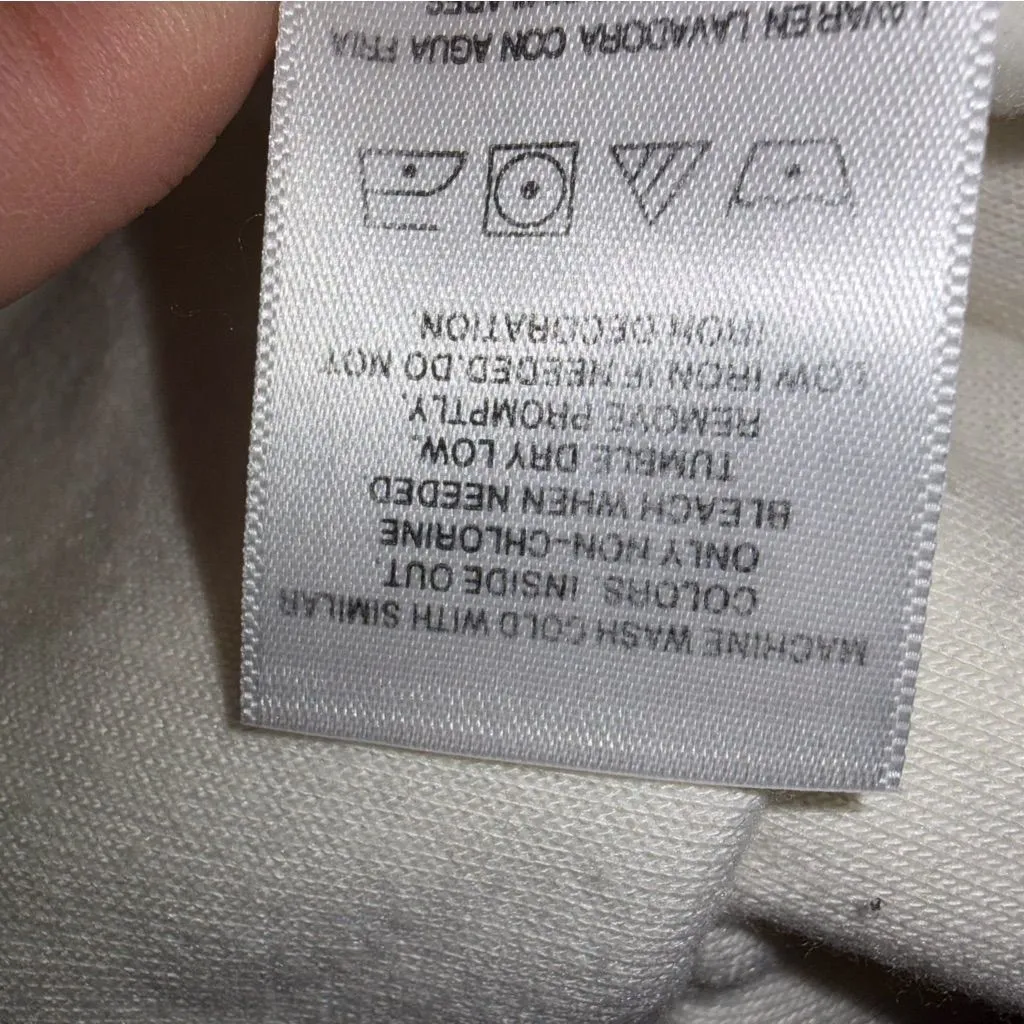 MACHINE WASH COLD WITH SIMILAR
COLORS. INSIDE OUT.
ONLY NON-CHLORINE
BLEACH WHEN NEEDED
TUMBLE DRY LOW.
REMOVE PROMPTLY.
LOW IRON IF NEEDED.DO NOT
IRON DECORATION
LAVAR EN LAVADORA CON AGUA FRIA